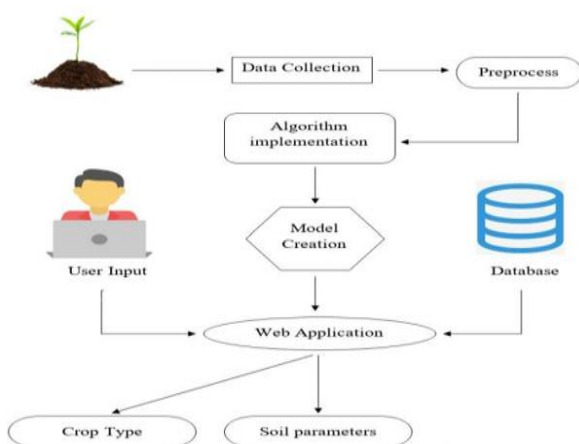 Data Collection
Preprocess
Algorithm
implementation
Model
Creation
User Input
Database
Web Application
Crop Type
Soil parameters